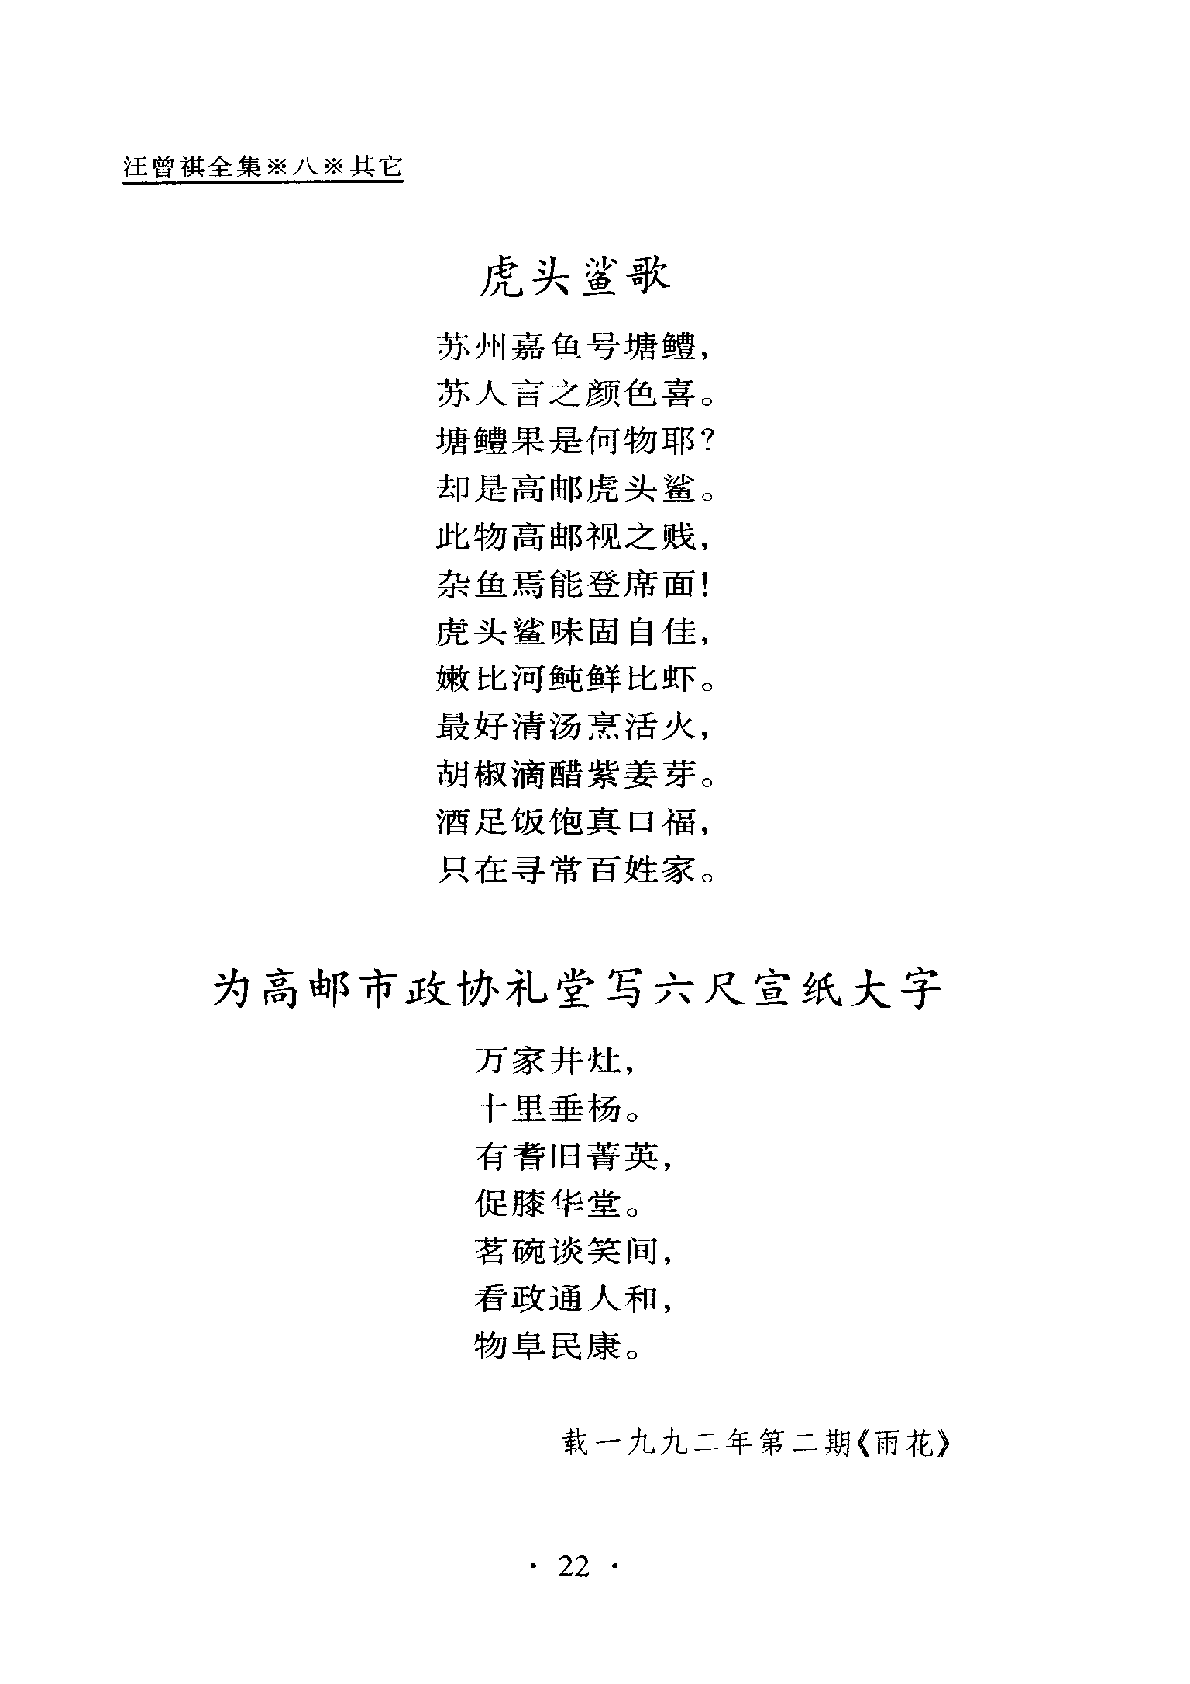 汪曾祺全集※八※其它
虎头鲨歌
苏州嘉鱼号塘鳢，
苏人言之颜色喜。
塘鳢果是何物耶？
却是高邮虎头鲨。
此物高邮视之贱，
杂鱼焉能登席面！
虎头鲨味固自佳，
嫩比河鲀鲜比虾。
最好清汤烹活火，
胡椒滴醋紫姜芽。
酒足饭饱真口福，
只在寻常百姓家。
为高邮市政协礼堂写六尺宣纸大字
万家井灶，
十里垂杨。
有耆旧菁英，
促膝华堂。
茗碗谈笑间，
看政通人和，
物阜民康。
载一九九二年第二期《雨花》
· 22 ·